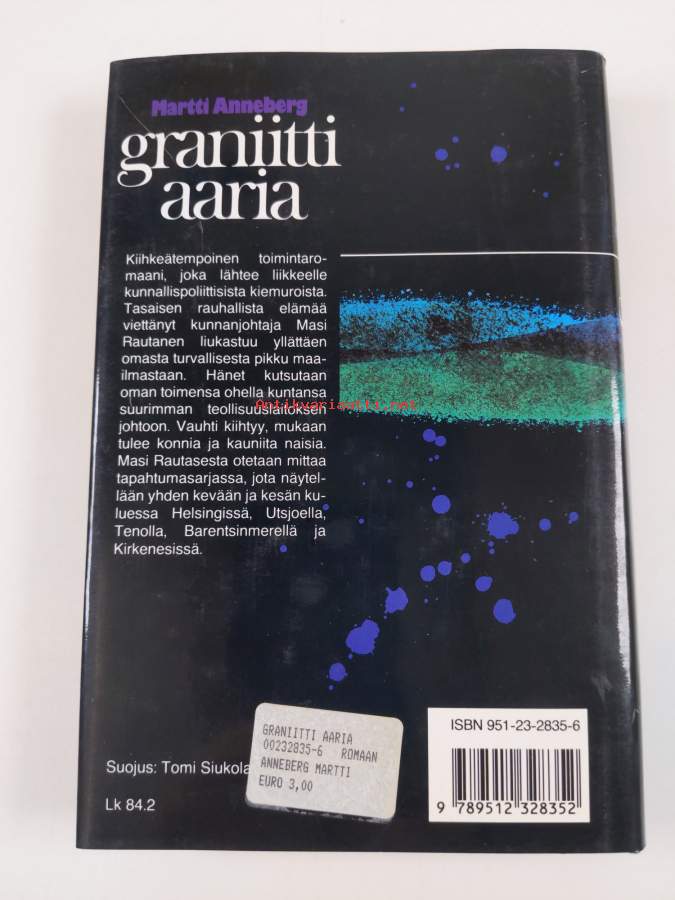 Martti Anneberg
graniitti
aaria
Kiihkeätempoinen toimintaro-
maani, joka lähtee liikkeelle
kunnallispoliittisista kiemuroista.
Tasaisen rauhallista elämää
viettänyt kunnanjohtaja Masi
Rautanen liukastuu yllättäen
omasta turvallisesta pikku maa-
ilmastaan. Hänet kutsutaan
oman toimensa ohella kuntansa
suurimman teollisuuslaitoksen
johtoon. Vauhti kiihtyy, mukaan
tulee konnia ja kauniita naisia.
Masi Rautasesta otetaan mittaa
tapahtumasarjassa, jota näytel-
lään yhden kevään ja kesän ku-
luessa Helsingissä, Utsjoella,
Tenolla, Barentsinmerellä ja
Kirkenesissä.
Antikvariaatti.net
GRANIITTI AARIA
00232835-6 ROMAAN
ANNEBERG MARTTI
EURO 3,00
Suojus: Tomi Siukola
Lk 84.2
ISBN 951-23-2835-6
9 789512 328352